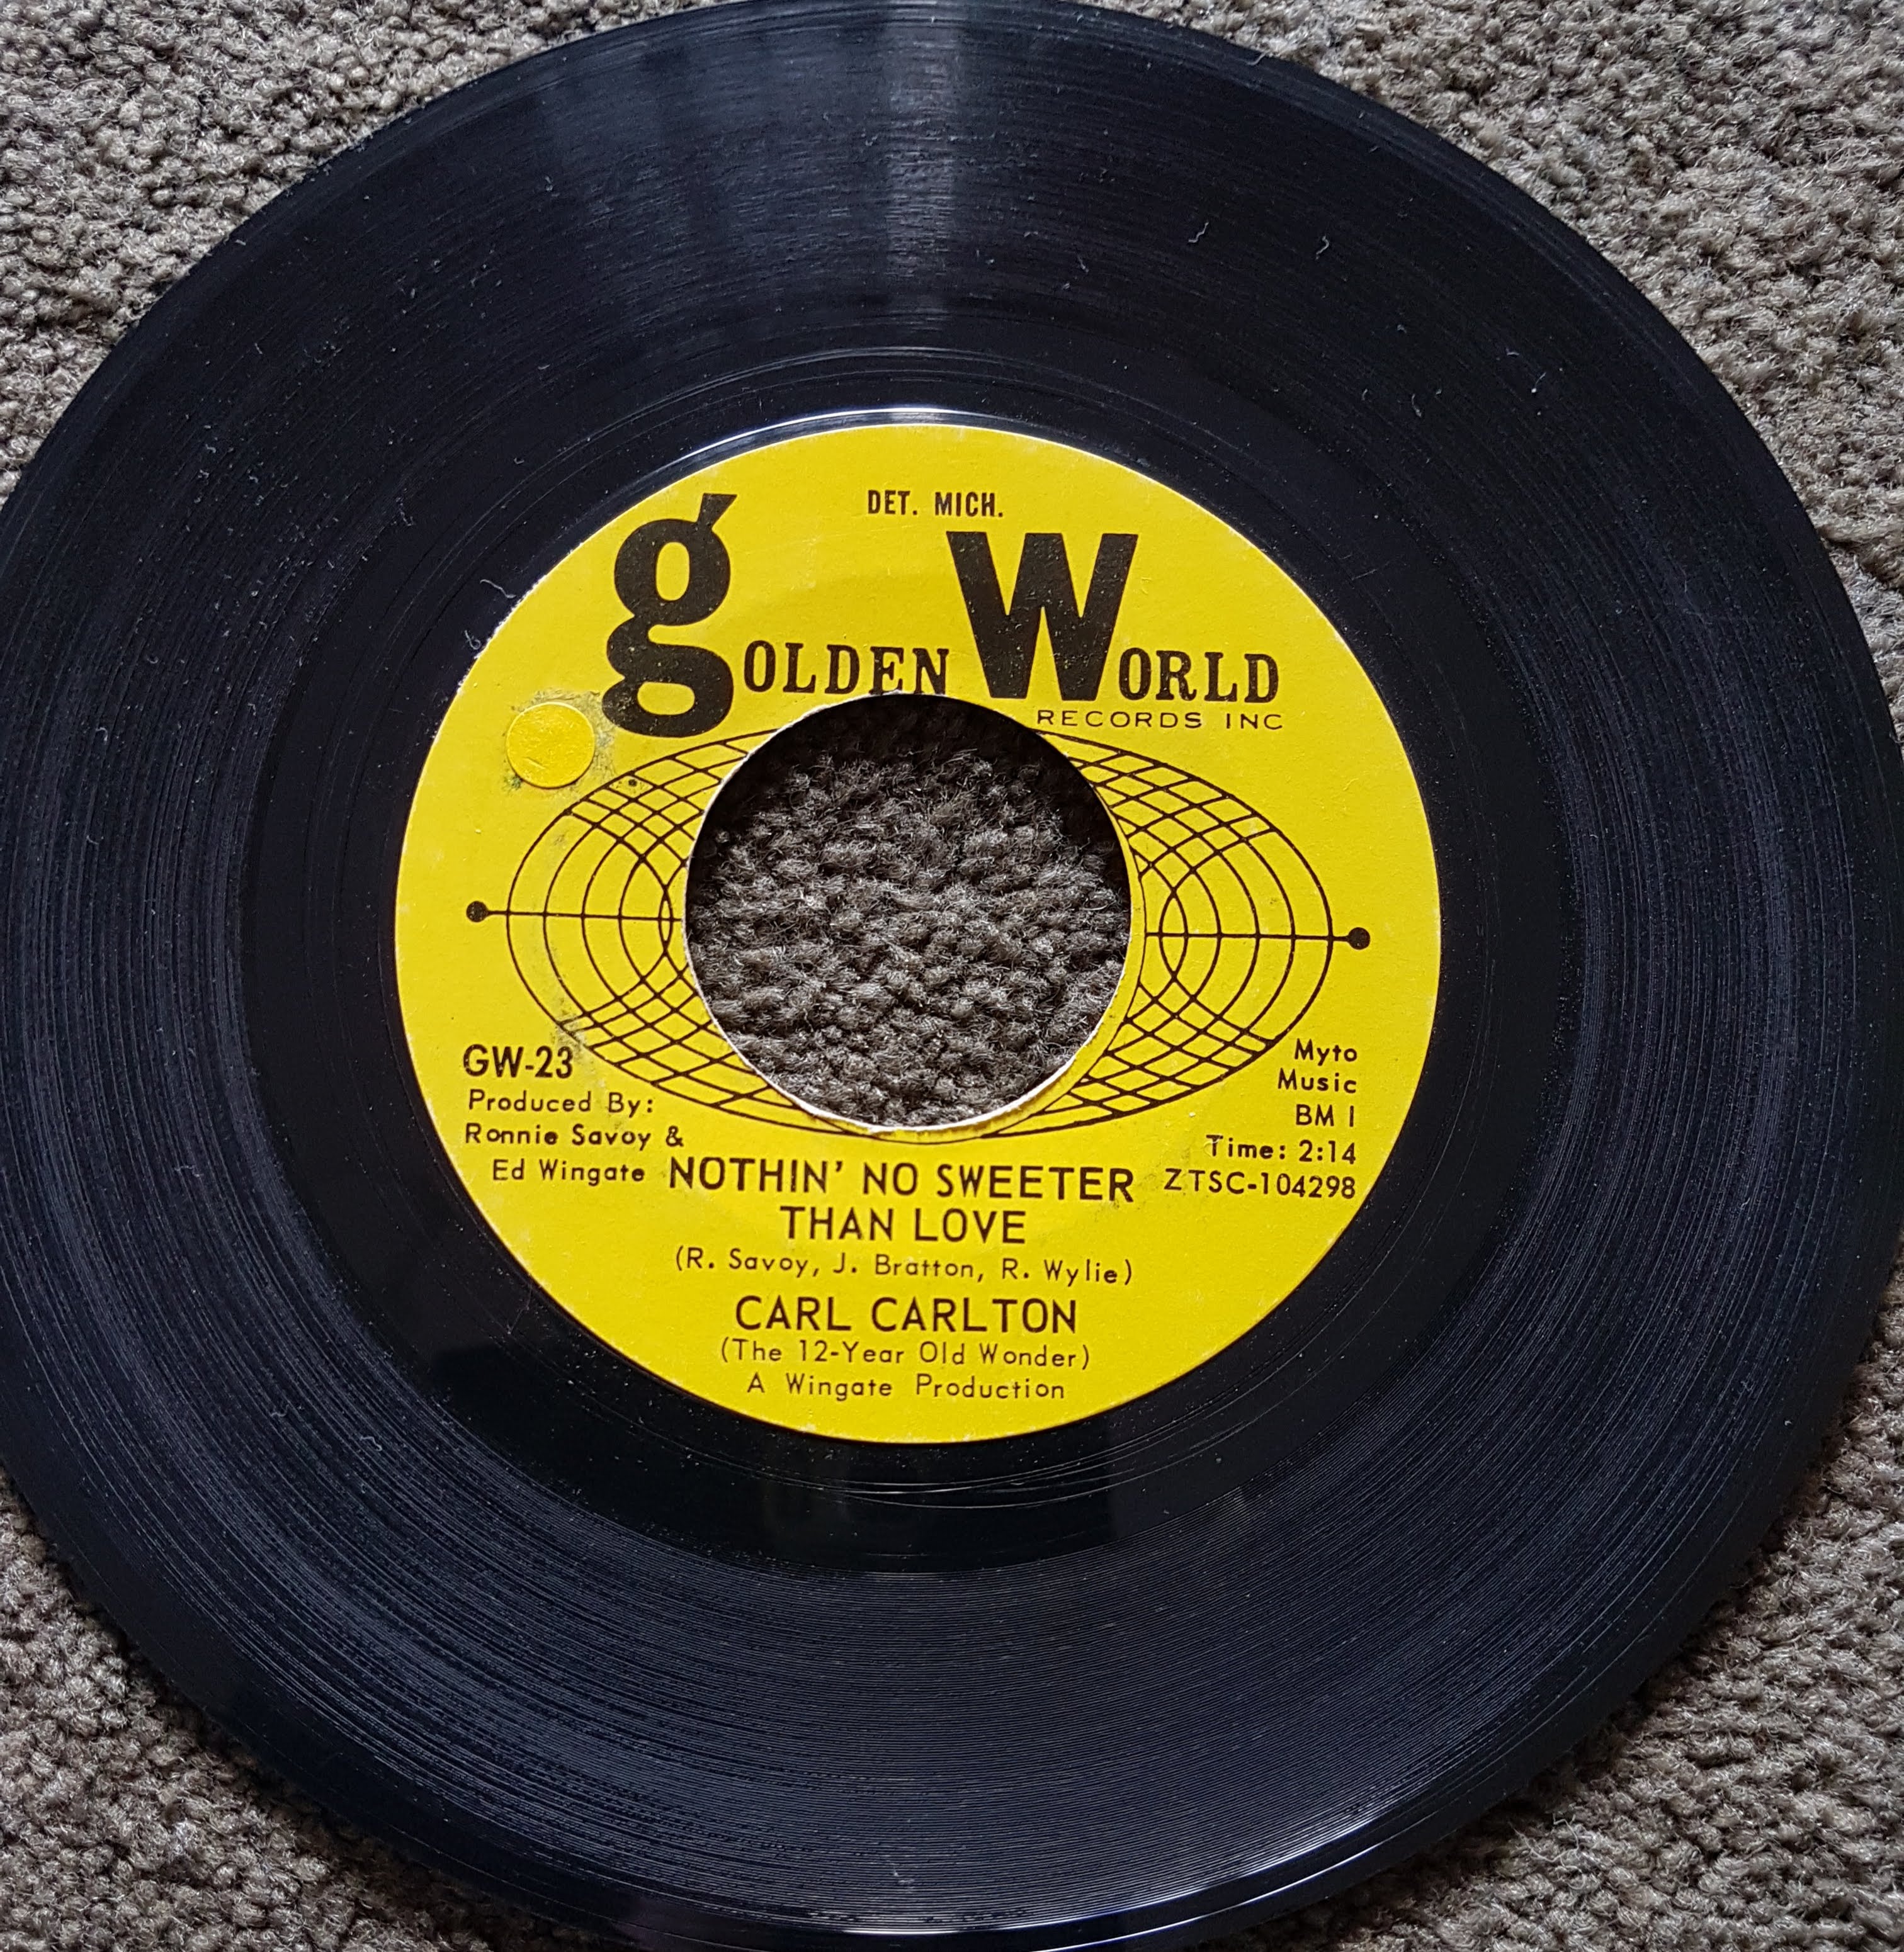 DET. MICH.
gOLDEN WORLD
RECORDS INC
GW-23
Produced By:
Ronnie Savoy &
Ed Wingate
Myto
Music
BMI
Time: 2:14
ZTSC-104298
NOTHIN' NO SWEETER
THAN LOVE
(R. Savoy, J. Bratton, R. Wylie)
CARL CARLTON
(The 12-Year Old Wonder)
A Wingate Production